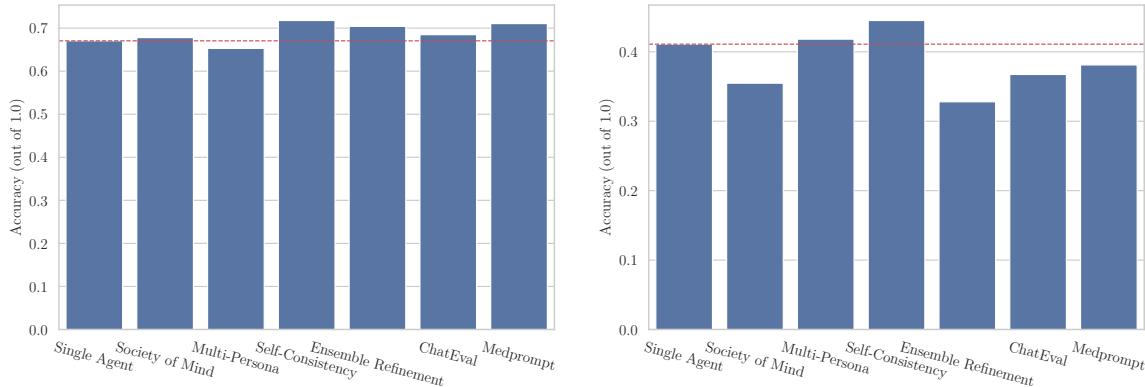 Accuracy (out of 1.0)
0.7
0.6
0.5
0.4
0.3
0.2
0.1
0.0
Single Agent
Society of Mind
Multi-Persona
Self-Consistency
Ensemble Refinement
ChatEval
Medprompt
Accuracy (out of 1.0)
0.4
0.3
0.2
0.1
0.0
Single Agent
Society of Mind
Multi-Persona
Self-Consistency
Ensemble Refinement
ChatEval
Medprompt